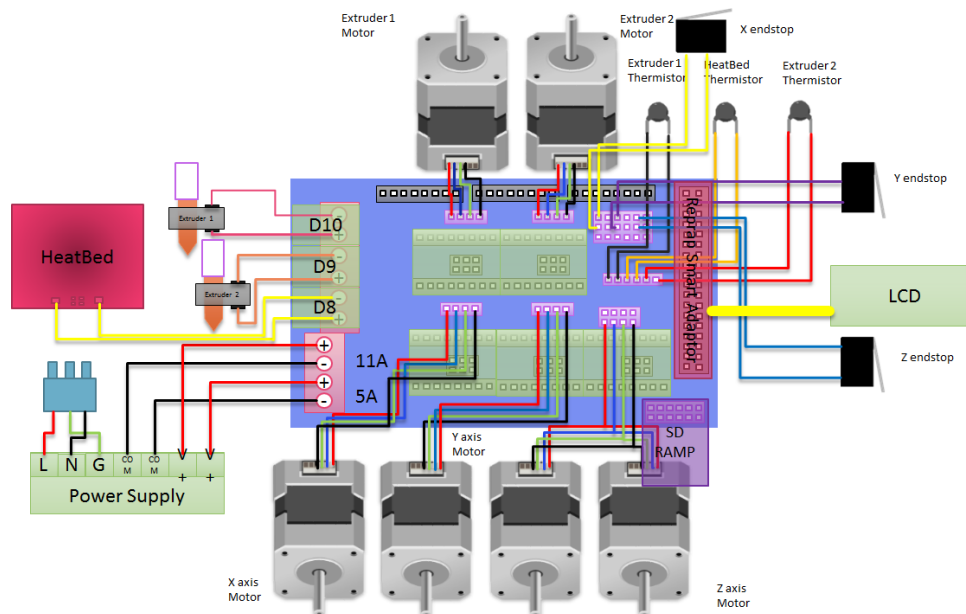 Extruder 1
Motor
Extruder 2
Motor
X endstop
Extruder 1
Thermistor
HeatBed
Thermistor
Extruder 2
Thermistor
Y endstop
Extruder 1
D10
HeatBed
D9
Extruder 2
D8
Reprap Smart Adaptor
LCD
+
-
+
-
11A
5A
Z endstop
L
N
G
CO
M
CO
M
V
+
V
+
Power Supply
Y axis
Motor
SD
RAMP
X axis
Motor
Z axis
Motor